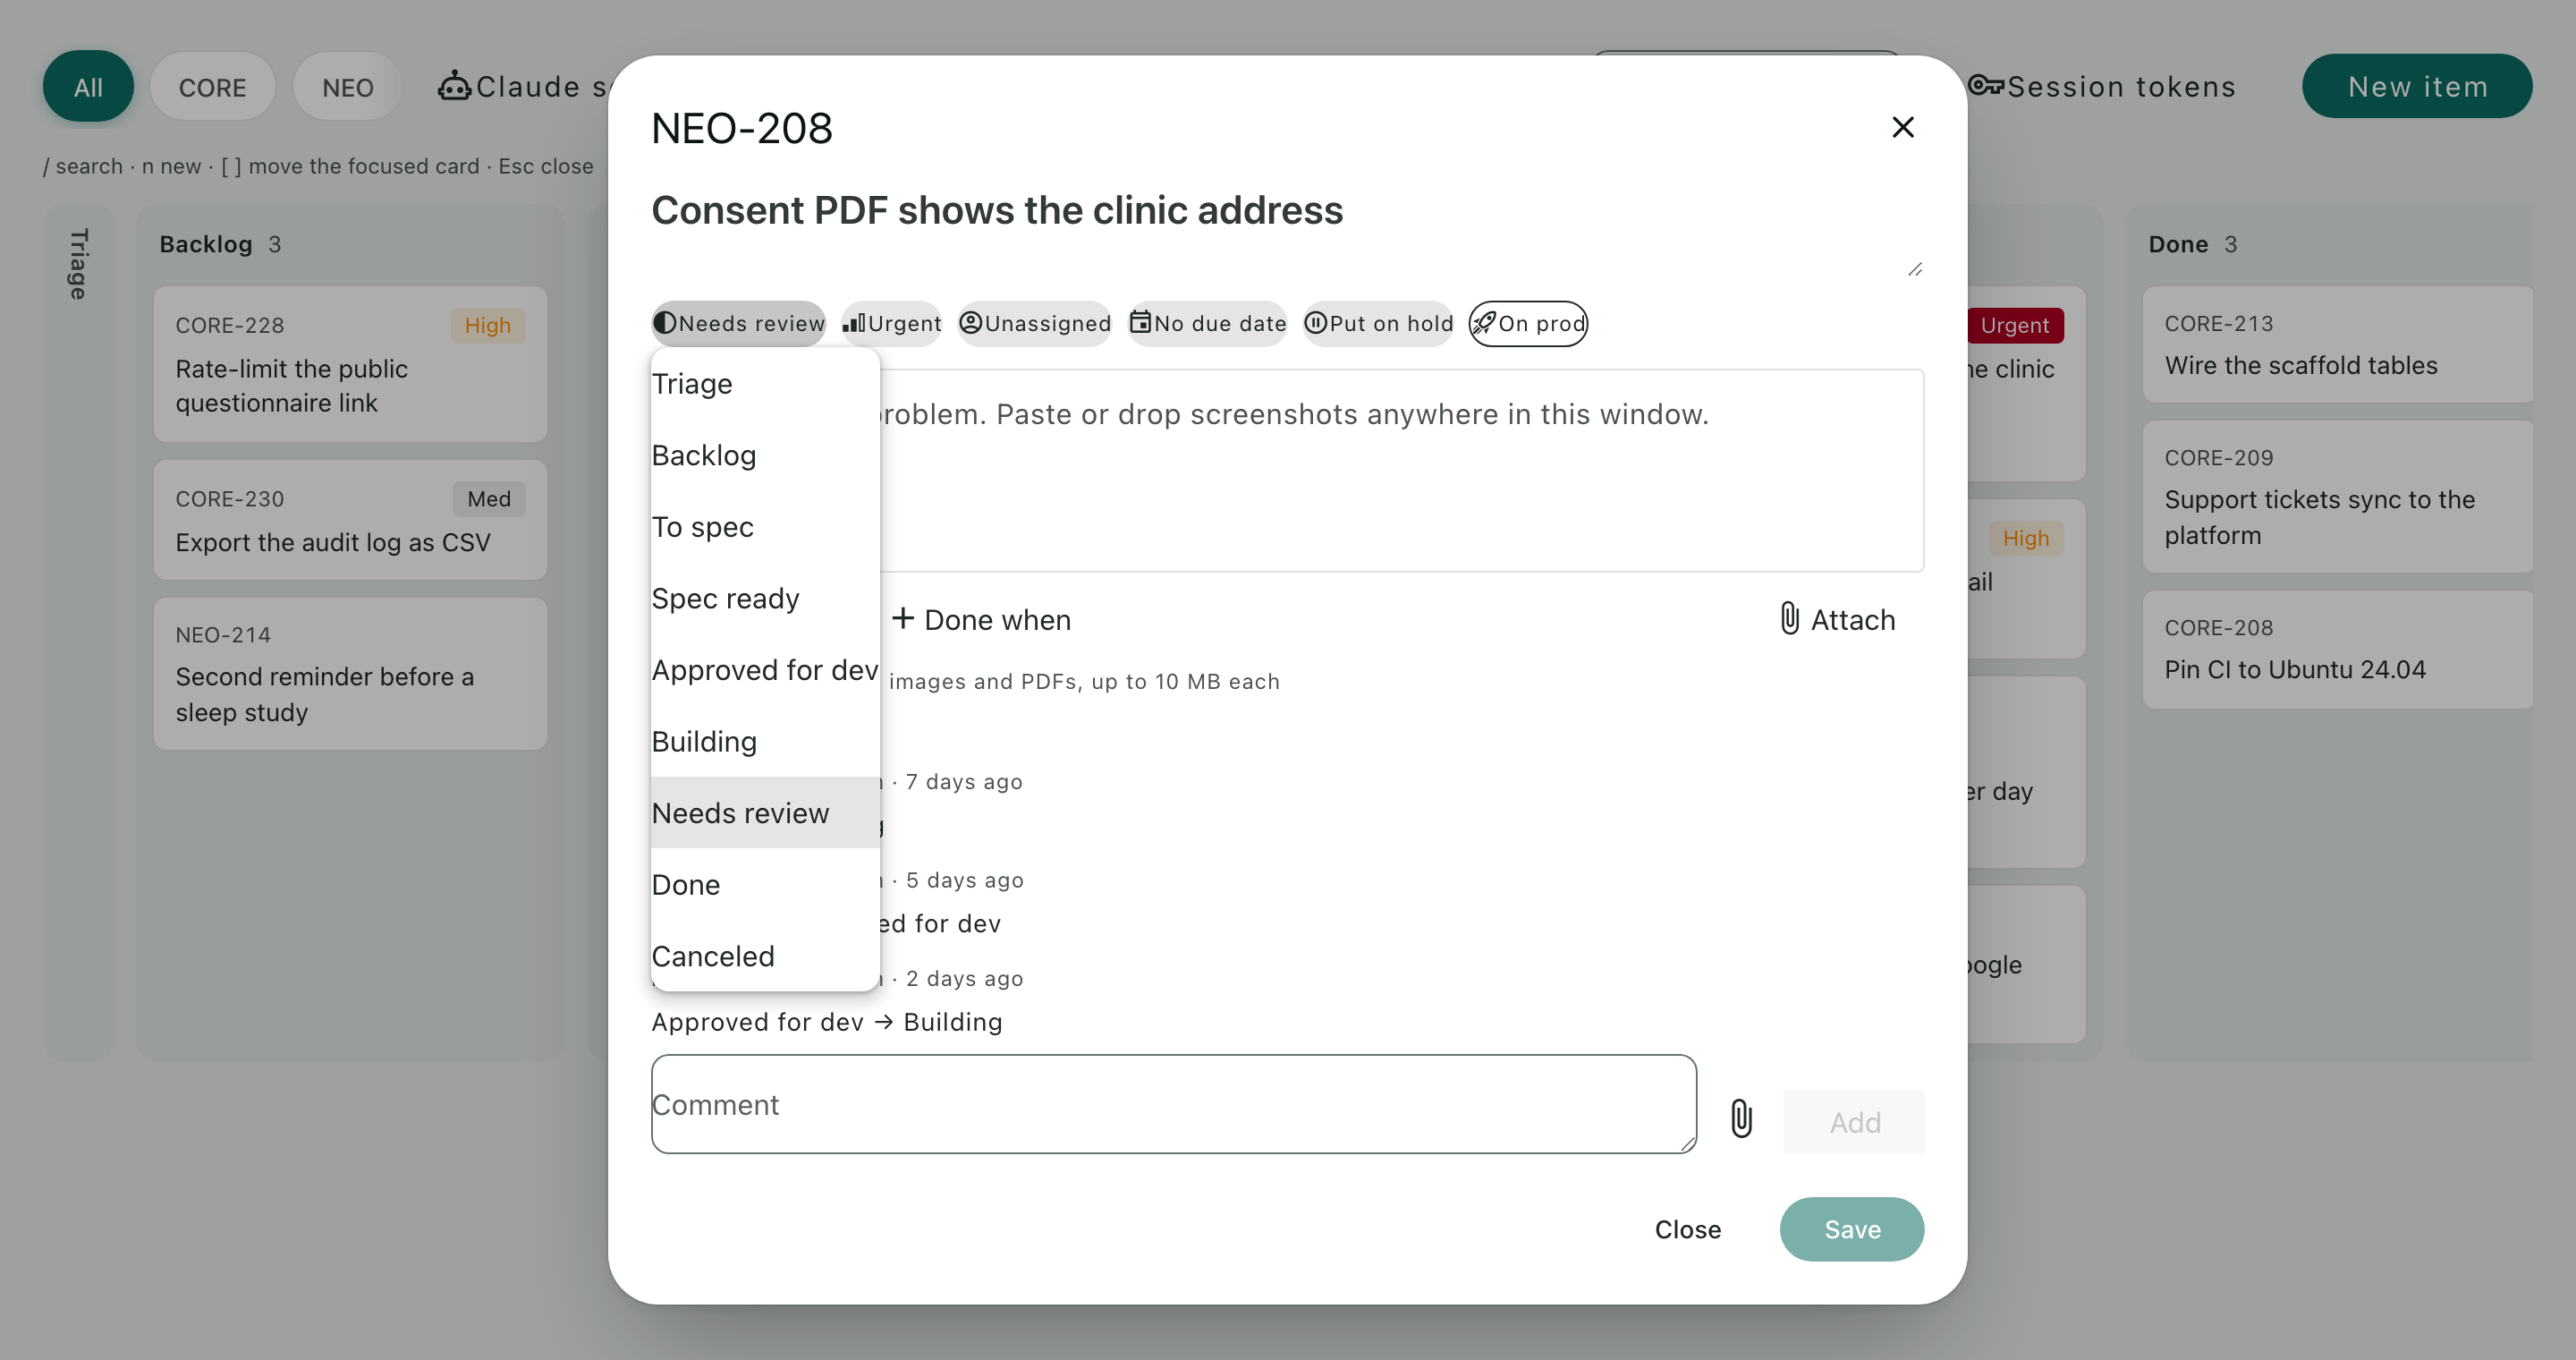 All
CORE
NEO
Claude
Session tokens
New item
/ search · n new · [ ] move the focused card · Esc close
Triage
Backlog 3
CORE-228
High
Rate-limit the public
questionnaire link
CORE-230
Med
Export the audit log as CSV
NEO-214
Second reminder before a
sleep study
NEO-208
Consent PDF shows the clinic address
Needs review
Urgent
Unassigned
No due date
Put on hold
On prod
Triage
Backlog
To spec
Spec ready
Approved for dev
Building
Needs review
Done
Canceled
problem. Paste or drop screenshots anywhere in this window.
+ Done when
Attach
images and PDFs, up to 10 MB each
· 7 days ago
· 5 days ago
for dev
· 2 days ago
Approved for dev → Building
Comment
Add
Close
Save
Urgent
clinic
High
day
Done 3
CORE-213
Wire the scaffold tables
CORE-209
Support tickets sync to the
platform
CORE-208
Pin CI to Ubuntu 24.04